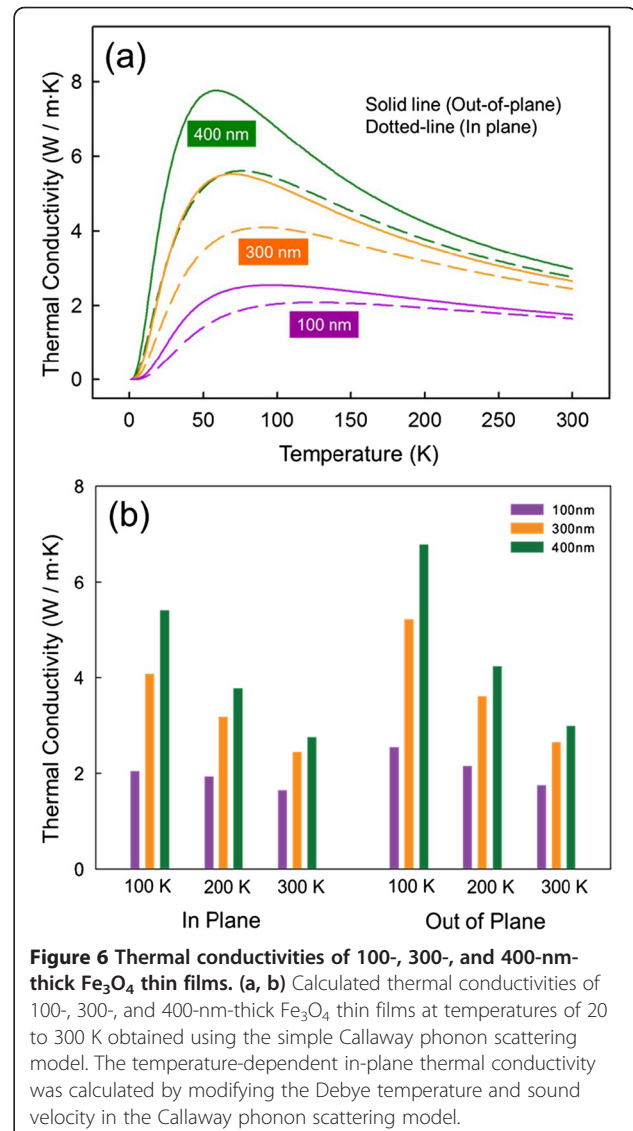 (a)
Solid line (Out-of-plane)
Dotted-line (In plane)
400 nm
300 nm
100 nm
Thermal Conductivity (W / m·K)
8
6
4
2
0
0 50 100 150 200 250 300
Temperature (K)
(b)
100nm
300nm
400nm
Thermal Conductivity (W / m·K)
8
6
4
2
0
100 K 200 K 300 K 100 K 200 K 300 K
In Plane Out of Plane
Figure 6 Thermal conductivities of 100-, 300-, and 400-nm-
thick Fe₃O₄ thin films. (a, b) Calculated thermal conductivities of
100-, 300-, and 400-nm-thick Fe₃O₄ thin films at temperatures of 20
to 300 K obtained using the simple Callaway phonon scattering
model. The temperature-dependent in-plane thermal conductivity
was calculated by modifying the Debye temperature and sound
velocity in the Callaway phonon scattering model.